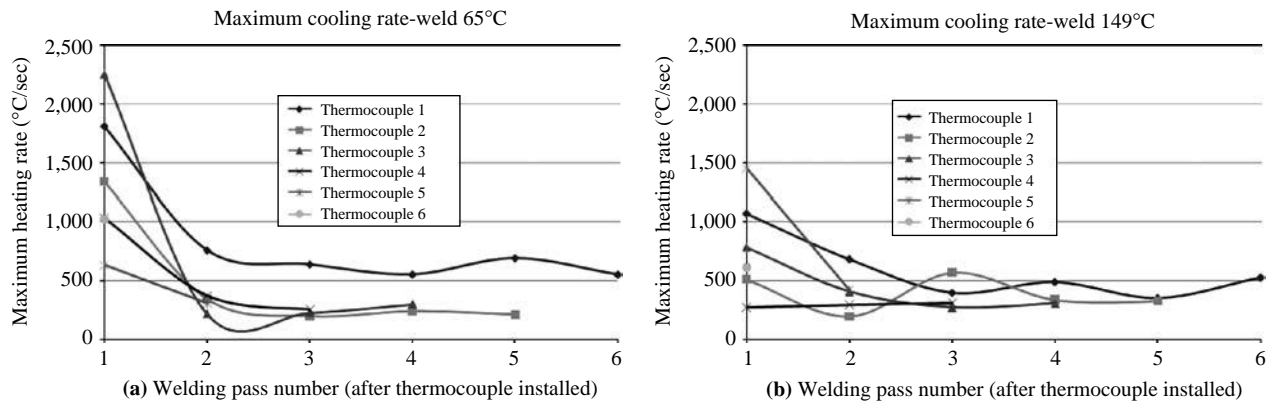 Maximum cooling rate-weld 65°C
Maximum heating rate (°C/sec)
2,500
2,000
1,500
1,000
500
0
Thermocouple 1
Thermocouple 2
Thermocouple 3
Thermocouple 4
Thermocouple 5
Thermocouple 6
1 2 3 4 5 6
(a) Welding pass number (after thermocouple installed)
Maximum cooling rate-weld 149°C
Maximum heating rate (°C/sec)
2,500
2,000
1,500
1,000
500
0
Thermocouple 1
Thermocouple 2
Thermocouple 3
Thermocouple 4
Thermocouple 5
Thermocouple 6
1 2 3 4 5 6
(b) Welding pass number (after thermocouple installed)